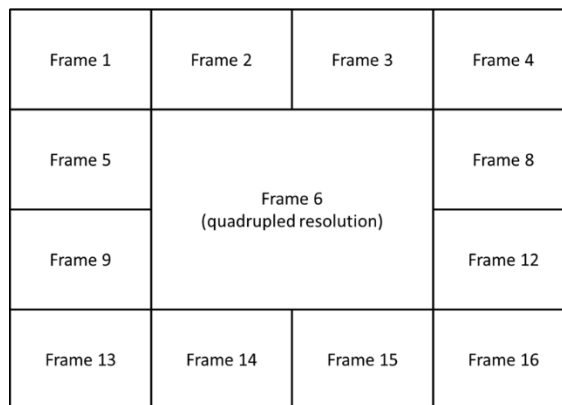 Frame 1
Frame 2
Frame 3
Frame 4
Frame 5
Frame 6
(quadrupled resolution)
Frame 8
Frame 9
Frame 12
Frame 13
Frame 14
Frame 15
Frame 16